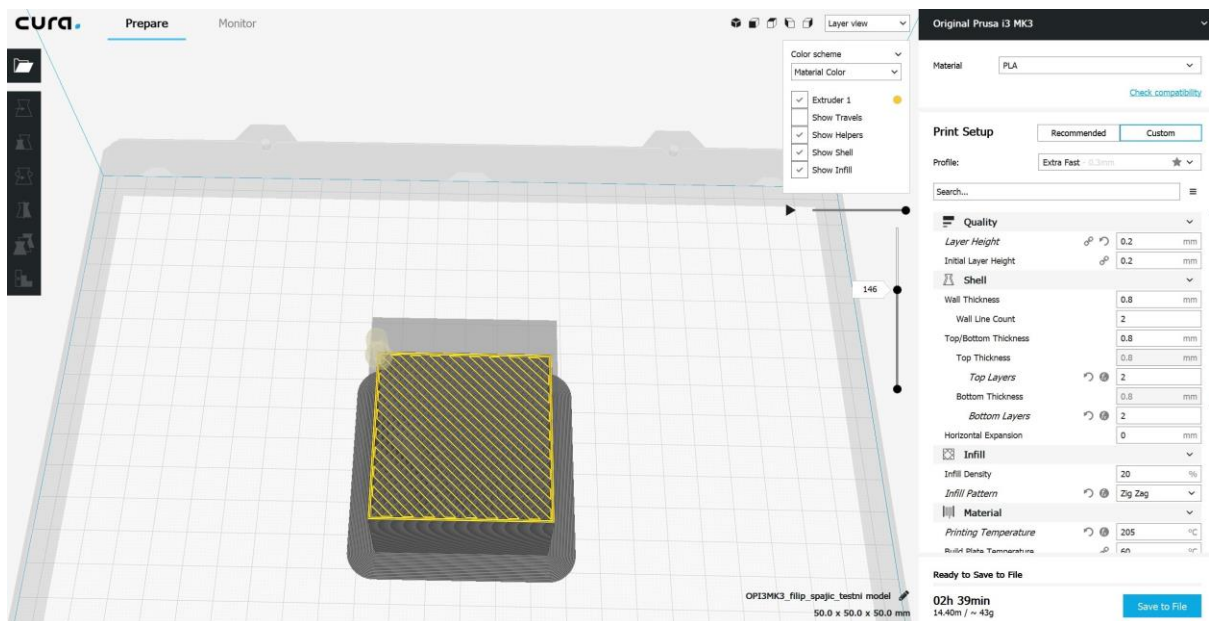 cura.
Prepare
Monitor
Layer view
Color scheme
Material Color
Extruder 1
Show Travels
Show Helpers
Show Shell
Show Infill
146
OPI3MK3_filip_spajic_testni model
50.0 x 50.0 x 50.0 mm
Original Prusa i3 MK3
Material PLA
Check compatibility
Print Setup Recommended Custom
Profile: Extra Fast - 0.3mm
Search...
Quality
Layer Height 0.2 mm
Initial Layer Height 0.2 mm
Shell
Wall Thickness 0.8 mm
Wall Line Count 2
Top/Bottom Thickness 0.8 mm
Top Thickness 0.8 mm
Top Layers 2
Bottom Thickness 0.8 mm
Bottom Layers 2
Horizontal Expansion 0 mm
Infill
Infill Density 20 %
Infill Pattern Zig Zag
Material
Printing Temperature 205 °C
Build Plate Temperature 60 °C
Ready to Save to File
02h 39min
14.40m / ~ 43g
Save to File